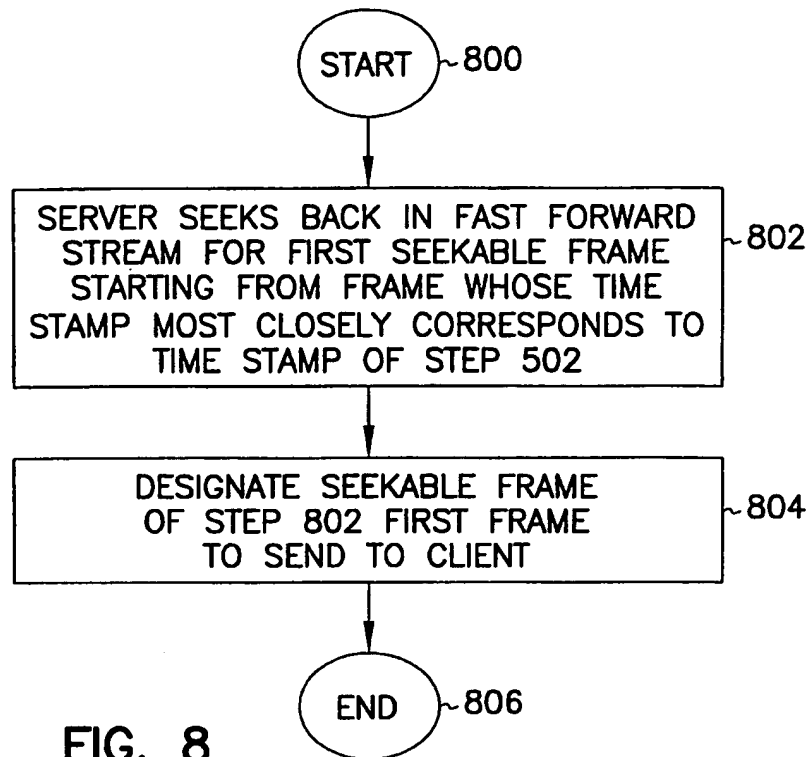 START
800
SERVER SEEKS BACK IN FAST FORWARD
STREAM FOR FIRST SEEKABLE FRAME
STARTING FROM FRAME WHOSE TIME
STAMP MOST CLOSELY CORRESPONDS TO
TIME STAMP OF STEP 502
802
DESIGNATE SEEKABLE FRAME
OF STEP 802 FIRST FRAME
TO SEND TO CLIENT
804
END
806
FIG. 8